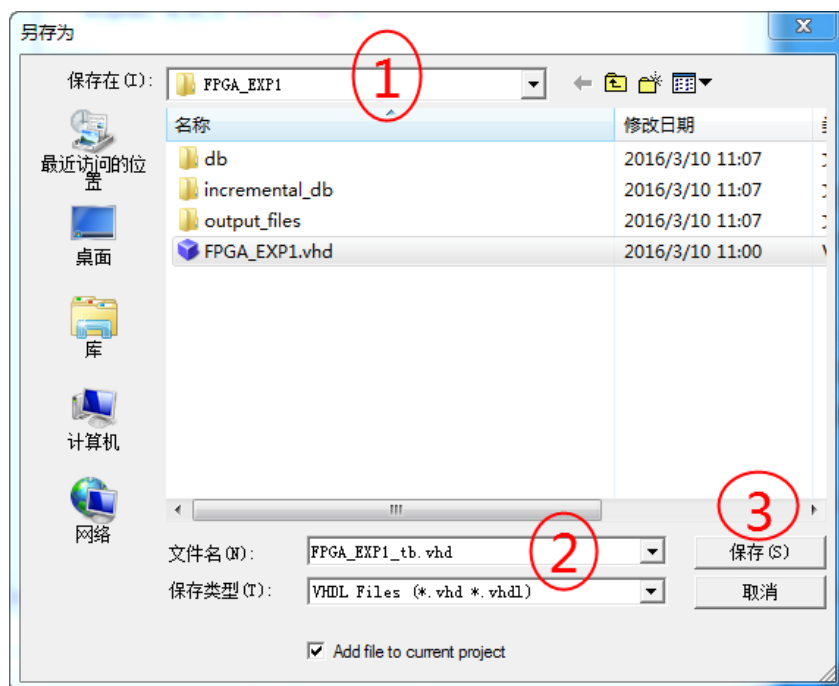 另存为
保存在(I):
FPGA_EXP1
1
名称
修改日期
db
2016/3/10 11:07
incremental_db
2016/3/10 11:07
output_files
2016/3/10 11:07
FPGA_EXP1.vhd
2016/3/10 11:00
最近访问的位
置
桌面
库
计算机
网络
文件名(N):
FPGA_EXP1_tb.vhd
2
保存(S)
3
保存类型(T):
VHDL Files (*.vhd *.vhdl)
取消
Add file to current project